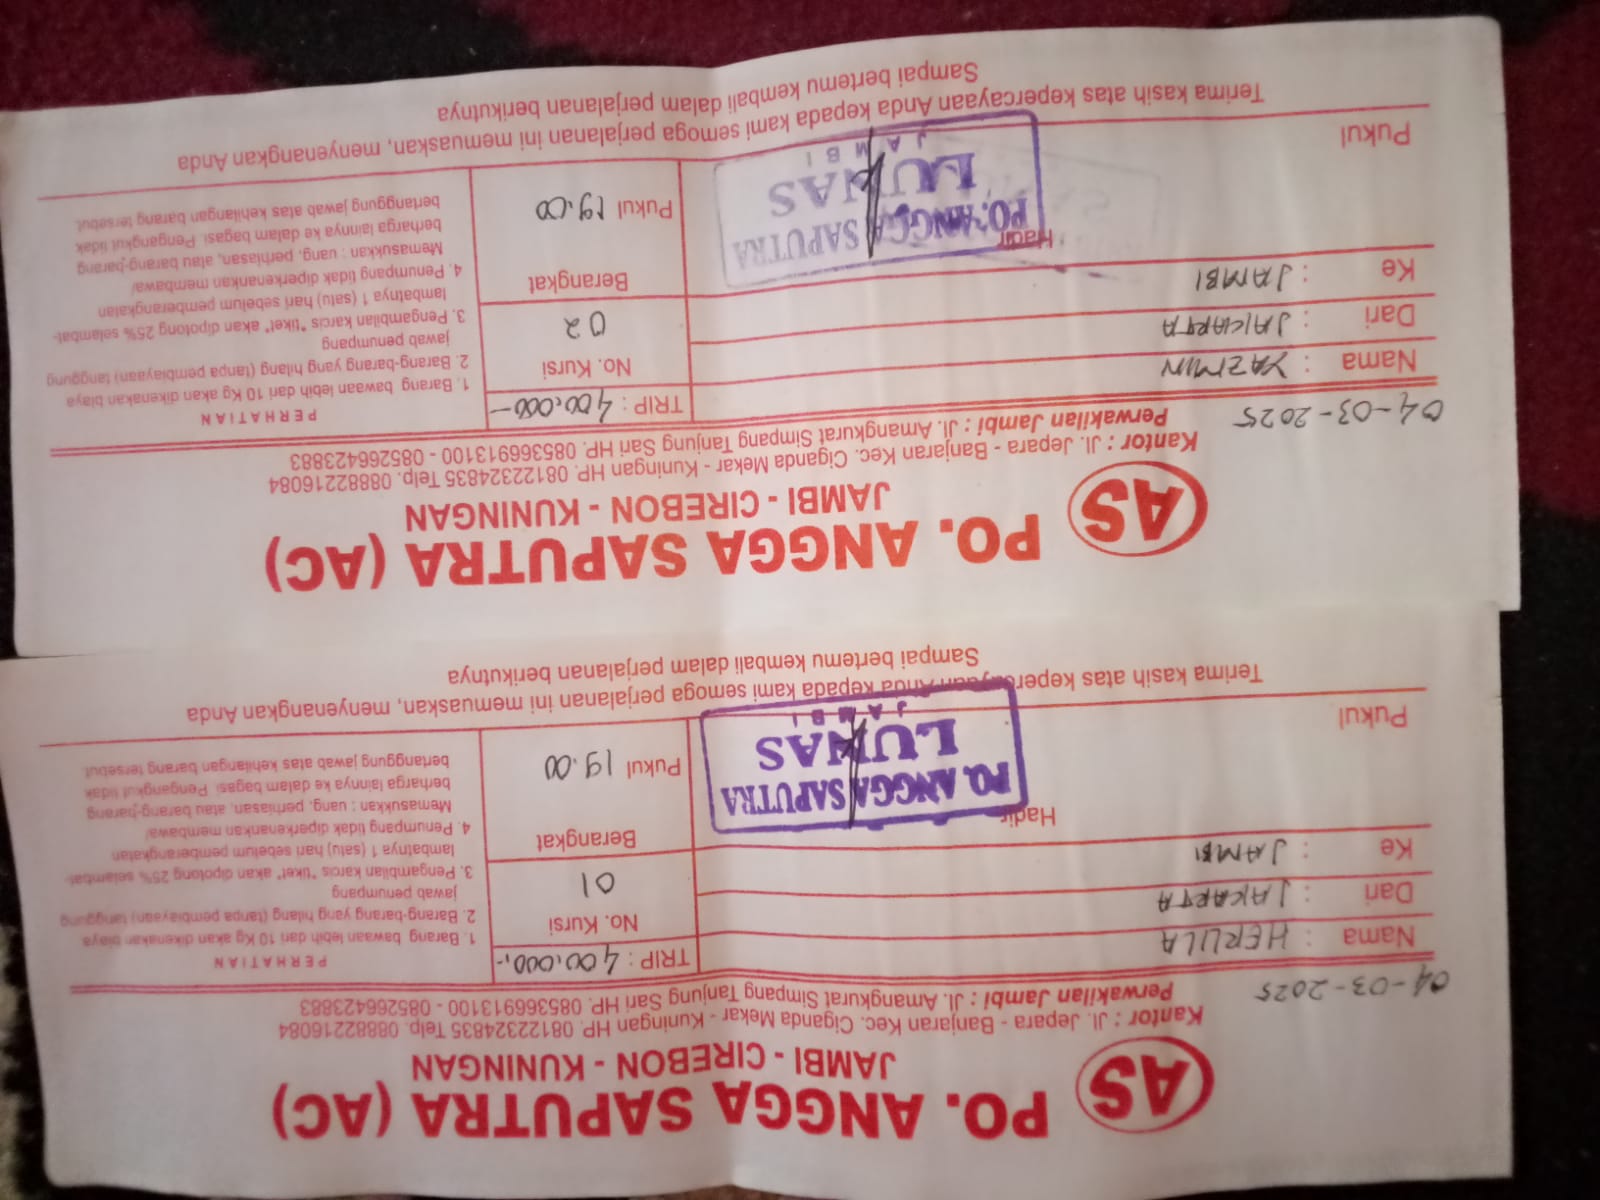 AS PO. ANGGA SAPUTRA (AC)
JAMBI - CIREBON - KUNINGAN
Kantor : Jl. Jepara - Banjaran Kec. Ciganda Mekar - Kuningan HP. 081222324835 Telp. 08882216084
Perwakilan Jambi : Jl. Amangkurat Simpang Tanjung Sari HP. 085366913100 - 085266423883
04-03-2025
Nama : HERLILA
Dari : JAKARTA
Ke : JAMBI
Hadir
Pukul
PO. ANGGA SAPUTRA
LUNAS
JAMBI
TRIP : 400,000,-
No. Kursi
01
Berangkat
Pukul 19.00
PERHATIAN
1. Barang bawaan lebih dari 10 Kg akan dikenakan biaya
2. Barang-barang yang hilang (tanpa pembiayaan) tanggung
jawab penumpang
3. Pengambilan karcis "tiket" akan dipotong 25% selambat-
lambatnya 1 (satu) hari sebelum pemberangkatan
4. Penumpang tidak diperkenankan membawa/
Memasukkan : uang, perhiasan, atau barang-barang
berharga lainnya ke dalam bagasi. Pengangkut tidak
bertanggung jawab atas kehilangan barang tersebut.
Terima kasih atas kepercayaan Anda kepada kami semoga perjalanan ini memuaskan, menyenangkan Anda
Sampai bertemu kembali dalam perjalanan berikutnya
AS PO. ANGGA SAPUTRA (AC)
JAMBI - CIREBON - KUNINGAN
Kantor : Jl. Jepara - Banjaran Kec. Ciganda Mekar - Kuningan HP. 081222324835 Telp. 08882216084
Perwakilan Jambi : Jl. Amangkurat Simpang Tanjung Sari HP. 085366913100 - 085266423883
04-03-2025
Nama : YAZMIN
Dari : JAKARTA
Ke : JAMBI
Hadir
Pukul
PO. ANGGA SAPUTRA
LUNAS
JAMBI
TRIP : 400,000-
No. Kursi
02
Berangkat
Pukul 19.00
PERHATIAN
1. Barang bawaan lebih dari 10 Kg akan dikenakan biaya
2. Barang-barang yang hilang (tanpa pembiayaan) tanggung
jawab penumpang
3. Pengambilan karcis "tiket" akan dipotong 25% selambat-
lambatnya 1 (satu) hari sebelum pemberangkatan
4. Penumpang tidak diperkenankan membawa/
Memasukkan : uang, perhiasan, atau barang-barang
berharga lainnya ke dalam bagasi. Pengangkut tidak
bertanggung jawab atas kehilangan barang tersebut.
Terima kasih atas kepercayaan Anda kepada kami semoga perjalanan ini memuaskan, menyenangkan Anda
Sampai bertemu kembali dalam perjalanan berikutnya